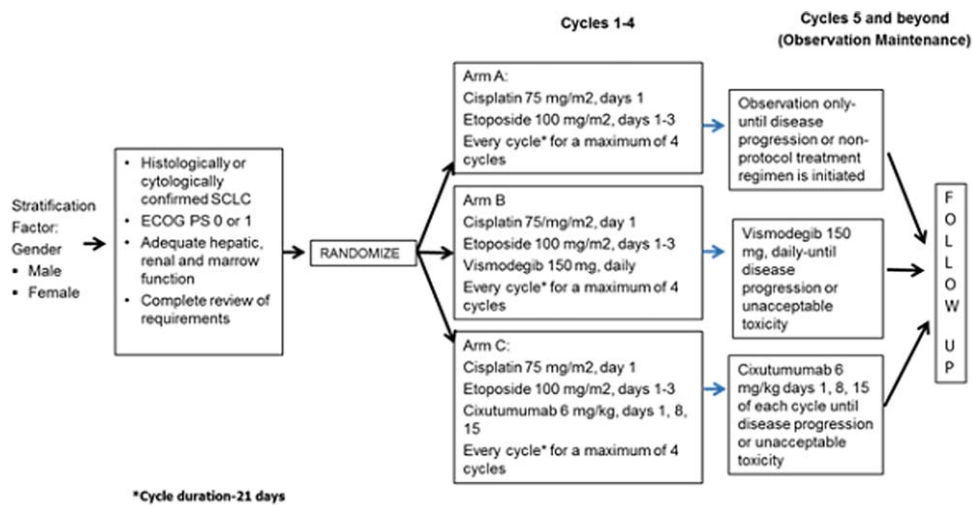 Cycles 1-4
Cycles 5 and beyond
(Observation Maintenance)
Stratification
Factor:
Gender
▪ Male
▪ Female
• Histologically or
cytologically
confirmed SCLC
• ECOG PS 0 or 1
• Adequate hepatic,
renal and marrow
function
• Complete review of
requirements
RANDOMIZE
Arm A:
Cisplatin 75 mg/m2, days 1
Etoposide 100 mg/m2, days 1-3
Every cycle* for a maximum of 4
cycles
Observation only-
until disease
progression or non-
protocol treatment
regimen is initiated
Arm B
Cisplatin 75/mg/m2, day 1
Etoposide 100 mg/m2, days 1-3
Vismodegib 150 mg, daily
Every cycle* for a maximum of 4
cycles
Vismodegib 150
mg, daily-until
disease
progression or
unacceptable
toxicity
Arm C:
Cisplatin 75 mg/m2, day 1
Etoposide 100 mg/m2, days 1-3
Cixutumumab 6 mg/kg, days 1, 8,
15
Every cycle* for a maximum of 4
cycles
Cixutumumab 6
mg/kg days 1, 8, 15
of each cycle until
disease progression
or unacceptable
toxicity
FOLLOW UP
*Cycle duration-21 days